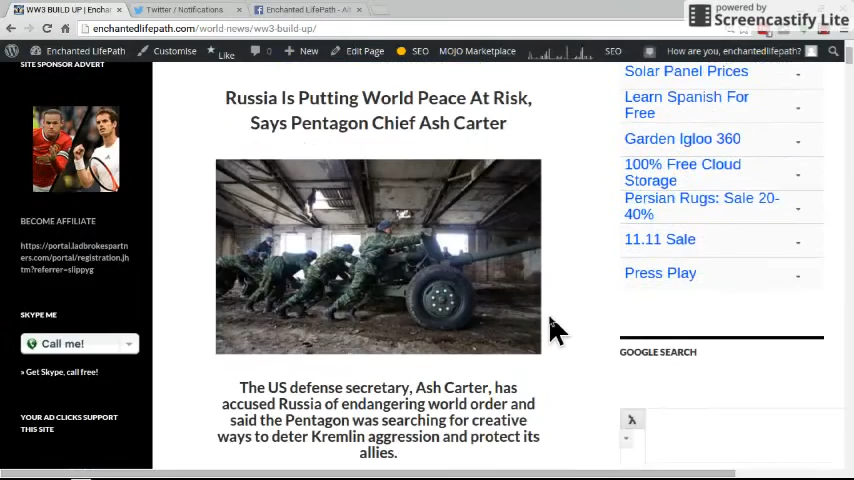 powered by
Screencastify Lite
WW3 BUILD UP | Enchan
Twitter / Notifications
Facebook
enchantedlifepath.com/world-news/ww3-build-up/
Enchanted LifePath
Customise
Like
0
New
Edit Page
SEO
MOJO Marketplace
SEO
How are you, enchantedlifepath?
SITE SPONSOR ADVERT
BECOME AFFILIATE
https://portal.ladbrokespartn
ers.com/portal/registration.jh
tm?referrer=slippyg
SKYPE ME
Call me!
» Get Skype, call free!
YOUR AD CLICKS SUPPORT
THIS SITE
Russia Is Putting World Peace At Risk,
Says Pentagon Chief Ash Carter
The US defense secretary, Ash Carter, has
accused Russia of endangering world order and
said the Pentagon was searching for creative
ways to deter Kremlin aggression and protect its
allies.
Solar Panel Prices
Learn Spanish For
Free
Garden Igloo 360
100% Free Cloud
Storage
Persian Rugs: Sale 20-
40%
11.11 Sale
Press Play
GOOGLE SEARCH